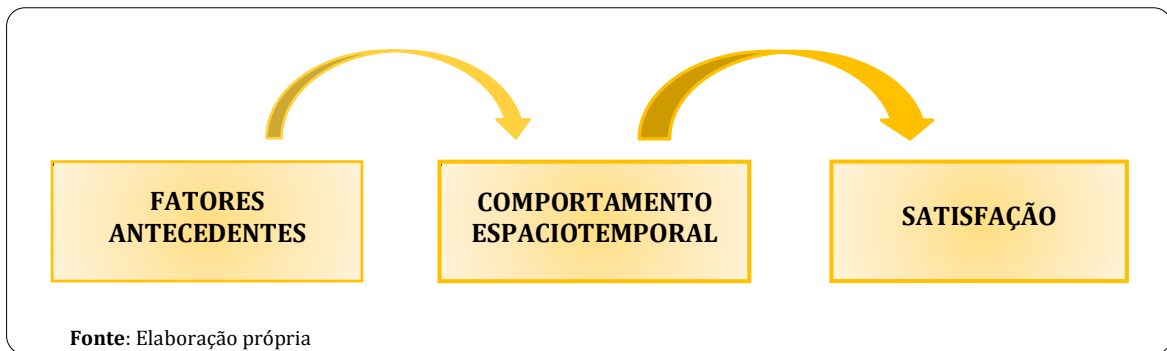 FATORES
ANTECEDENTES
COMPORTAMENTO
ESPACIOTEMPORAL
SATISFAÇÃO
Fonte: Elaboração própria